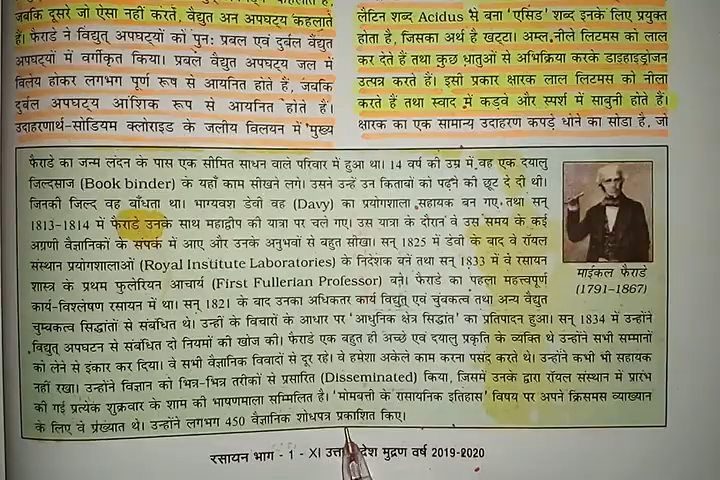 जबकि दूसरे जो ऐसा नहीं करते, वैद्युत अन अपघट्य कहलाते
हैं। फैराडे ने विद्युत् अपघट्यों को पुन: प्रबल एवं दुर्बल वैद्युत
अपघट्यों में वर्गीकृत किया। प्रबल वैद्युत अपघट्य जल में
विलेय होकर लगभग पूर्ण रूप से आयनित होते हैं, जबकि
दुर्बल अपघट्य आंशिक रूप से आयनित होते हैं।
उदाहरणार्थ-सोडियम क्लोराइड के जलीय विलयन में मुख्य
लैटिन शब्द Acidus से बना 'एसिड' शब्द इनके लिए प्रयुक्त
होता है, जिसका अर्थ है खट्टा। अम्ल नीले लिटमस को लाल
कर देते हैं तथा कुछ धातुओं से अभिक्रिया करके डाइहाइड्रोजन
उत्पन्न करते हैं। इसी प्रकार क्षारक लाल लिटमस को नीला
करते हैं तथा स्वाद में कड़वे और स्पर्श में साबुनी होते हैं।
क्षारक का एक सामान्य उदाहरण कपड़े धोने का सोडा है, जो
फैराडे का जन्म लंदन के पास एक सीमित साधन वाले परिवार में हुआ था। 14 वर्ष की उम्र में वह एक दयालु
जिल्दसाज (Book binder) के यहाँ काम सीखने लगे। उसने उन्हें उन किताबों को पढ़ने की छूट दे दी थी।
जिनकी जिल्द वह बाँधता था। भाग्यवश डेवी वह (Davy) का प्रयोगशाला सहायक बन गए, तथा सन्
1813-1814 में फैराडे उनके साथ महाद्वीप की यात्रा पर चले गए। उस यात्रा के दौरान वे उस समय के कई
अग्रणी वैज्ञानिकों के संपर्क में आए और उनके अनुभवों से बहुत सीखा। सन् 1825 में डेवी के बाद वे रॉयल
संस्थान प्रयोगशालाओं (Royal Institute Laboratories) के निदेशक बने तथा सन् 1833 में वे रसायन
शास्त्र के प्रथम फुलेरियन आचार्य (First Fullerian Professor) बने। फैराडे का पहला महत्त्वपूर्ण
कार्य-विश्लेषण रसायन में था। सन् 1821 के बाद उनका अधिकतर कार्य विद्युत् एवं चुंबकत्व तथा अन्य वैद्युत
चुम्बकत्व सिद्धांतों से संबंधित थे। उन्हीं के विचारों के आधार पर 'आधुनिक क्षेत्र सिद्धांत' का प्रतिपादन हुआ। सन् 1834 में उन्होंने
विद्युत् अपघटन से संबंधित दो नियमों की खोज की। फैराडे एक बहुत ही अच्छे एवं दयालु प्रकृति के व्यक्ति थे उन्होंने सभी सम्मानों
को लेने से इंकार कर दिया। वे सभी वैज्ञानिक विवादों से दूर रहे। वे हमेशा अकेले काम करना पसंद करते थे। उन्होंने कभी भी सहायक
नहीं रखा। उन्होंने विज्ञान को भिन्न-भिन्न तरीकों से प्रसारित (Disseminated) किया, जिसमें उनके द्वारा रॉयल संस्थान में प्रारंभ
की गई प्रत्येक शुक्रवार के शाम की भाषणमाला सम्मिलित है। 'मोमबत्ती के रासायनिक इतिहास' विषय पर अपने क्रिसमस व्याख्यान
के लिए वे प्रख्यात थे। उन्होंने लगभग 450 वैज्ञानिक शोधपत्र प्रकाशित किए।
माईकल फैराडे
(1791-1867)
रसायन भाग - 1 - XI मुद्रण वर्ष 2019-2020